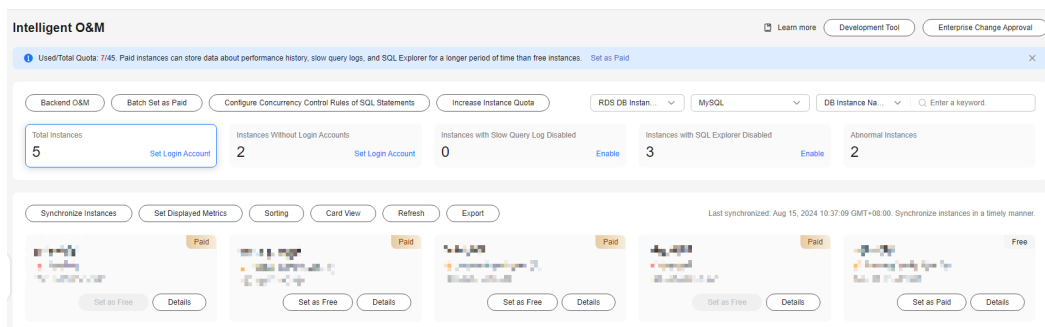 Intelligent O&M
Learn more
Development Tool
Enterprise Change Approval
Used/Total Quota: 7/45. Paid instances can store data about performance history, slow query logs, and SQL Explorer for a longer period of time than free instances. Set as Paid
Backend O&M
Batch Set as Paid
Configure Concurrency Control Rules of SQL Statements
Increase Instance Quota
RDS DB Instan...
MySQL
DB Instance Na...
Enter a keyword.
Total Instances
5
Set Login Account
Instances Without Login Accounts
2
Set Login Account
Instances with Slow Query Log Disabled
0
Enable
Instances with SQL Explorer Disabled
3
Enable
Abnormal Instances
2
Synchronize Instances
Set Displayed Metrics
Sorting
Card View
Refresh
Export
Last synchronized: Aug 15, 2024 10:37:09 GMT+08:00. Synchronize instances in a timely manner.
Paid
Set as Free
Details
Paid
Set as Free
Details
Paid
Set as Free
Details
Paid
Set as Free
Details
Free
Set as Paid
Details